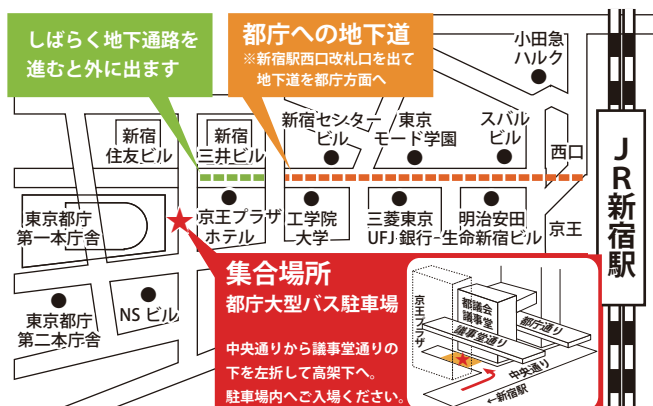 しばらく地下通路を
進むと外に出ます
都庁への地下道
※新宿駅西口改札口を出て
地下道を都庁方面へ
小田急
ハルク
新宿
住友ビル
新宿
三井ビル
新宿センター
ビル
東京
モード学園
スバル
ビル
西口
JR新宿駅
東京都庁
第一本庁舎
京王プラザ
ホテル
工学院
大学
三菱東京
UFJ銀行
明治安田
生命新宿ビル
京王
東京都庁
第二本庁舎
NSビル
集合場所
都庁大型バス駐車場
中央通りから議事堂通りの
下を左折して高架下へ。
駐車場内へご入場ください。
京王プラザ
都議会
議事堂
議事堂通り
都庁通り
中央通り
←新宿駅